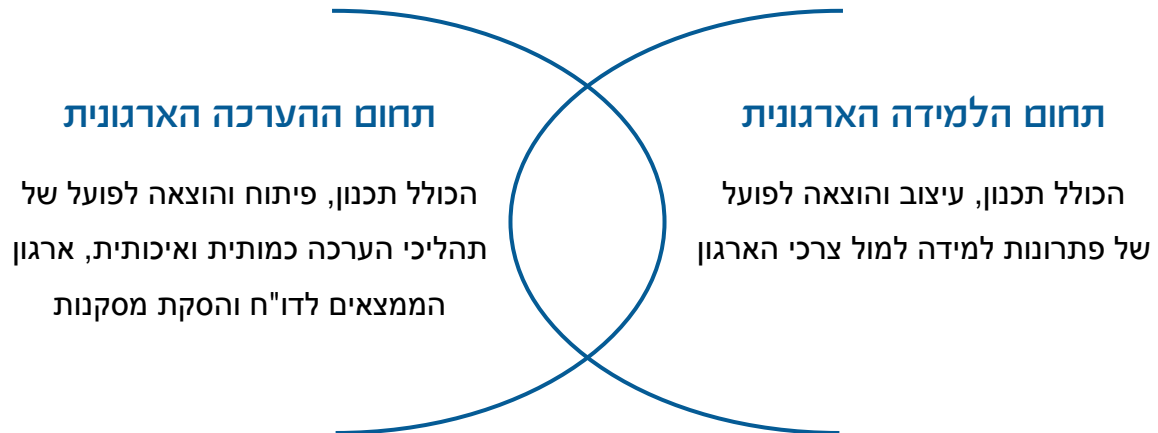 תחום הלמידה הארגונית
הכולל תכנון, עיצוב והוצאה לפועל
של פתרונות למידה למול צרכי הארגון
תחום ההערכה הארגונית
הכולל תכנון, פיתוח והוצאה לפועל של
תהליכי הערכה כמותית ואיכותית, ארגון
הממצאים לדו"ח והסקת מסקנות